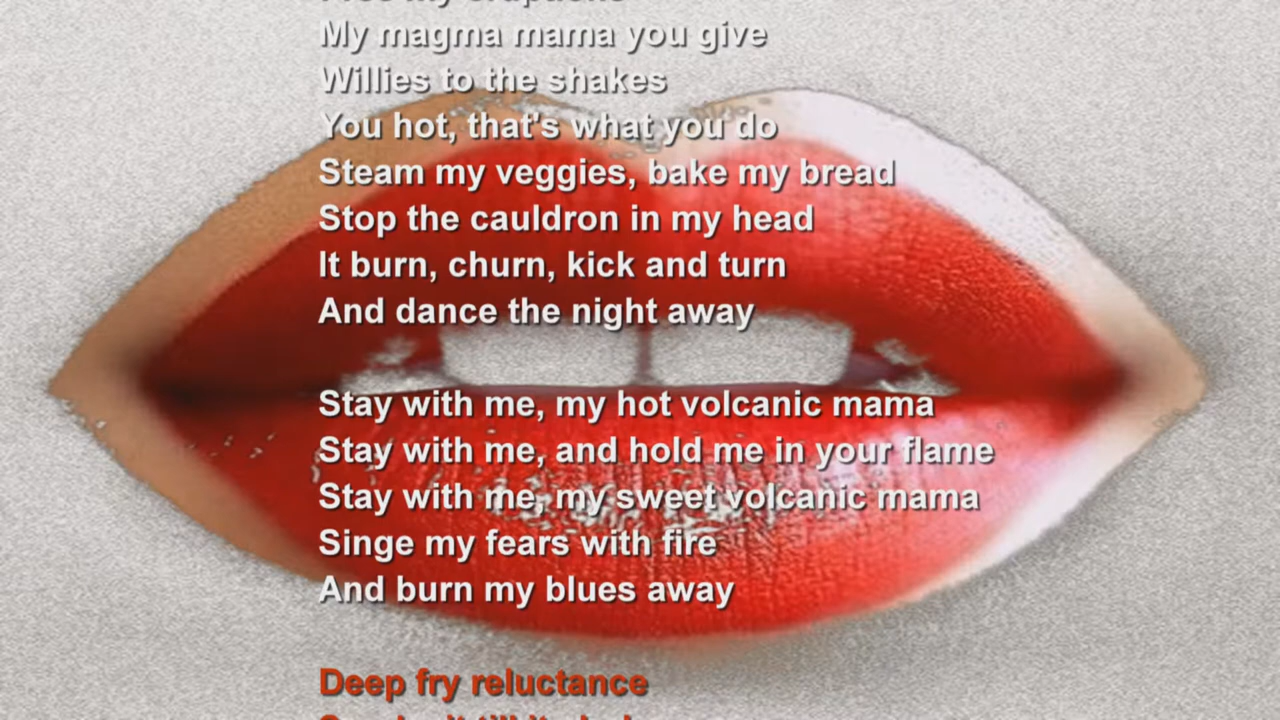 My magma mama you give
Willies to the shakes
You hot, that's what you do
Steam my veggies, bake my bread
Stop the cauldron in my head
It burn, churn, kick and turn
And dance the night away
Stay with me, my hot volcanic mama
Stay with me, and hold me in your flame
Stay with me, my sweet volcanic mama
Singe my fears with fire
And burn my blues away
Deep fry reluctance